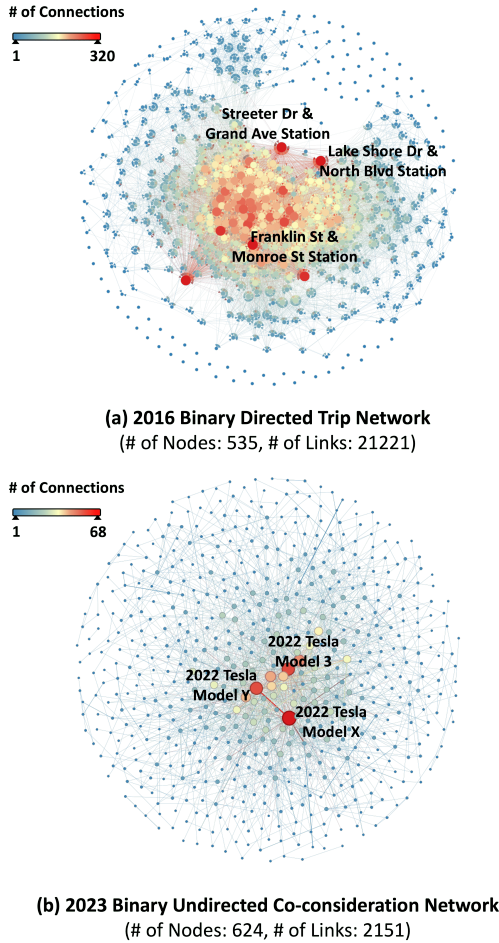 # of Connections
1 320
Streeter Dr &
Grand Ave Station
Lake Shore Dr &
North Blvd Station
Franklin St &
Monroe St Station
(a) 2016 Binary Directed Trip Network
(# of Nodes: 535, # of Links: 21221)
# of Connections
1 68
2022 Tesla
Model 3
2022 Tesla
Model Y
2022 Tesla
Model X
(b) 2023 Binary Undirected Co-consideration Network
(# of Nodes: 624, # of Links: 2151)